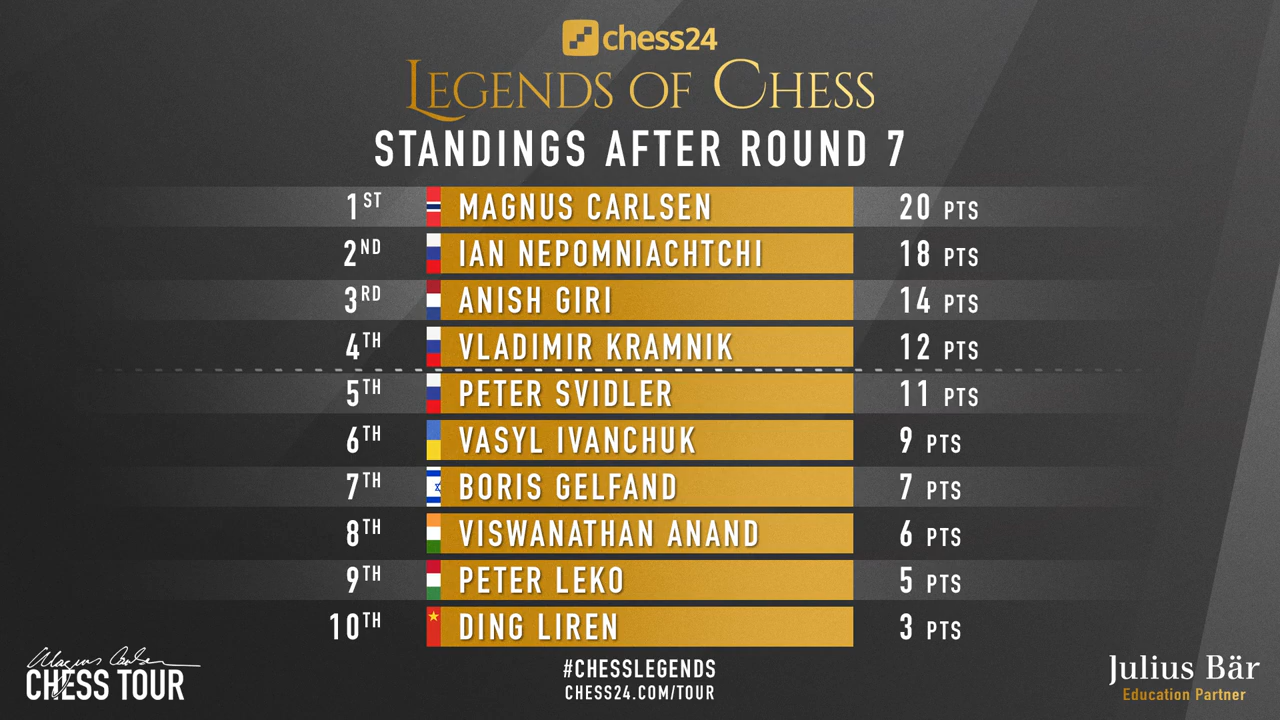 chess24
LEGENDS OF CHESS
STANDINGS AFTER ROUND 7
1ST MAGNUS CARLSEN 20 PTS
2ND IAN NEPOMNIACHTCHI 18 PTS
3RD ANISH GIRI 14 PTS
4TH VLADIMIR KRAMNIK 12 PTS
5TH PETER SVIDLER 11 PTS
6TH VASYL IVANCHUK 9 PTS
7TH BORIS GELFAND 7 PTS
8TH VISWANATHAN ANAND 6 PTS
9TH PETER LEKO 5 PTS
10TH DING LIREN 3 PTS
Magnus Carlsen
CHESS TOUR
#CHESSLEGENDS
CHESS24.COM/TOUR
Julius Bär
Education Partner